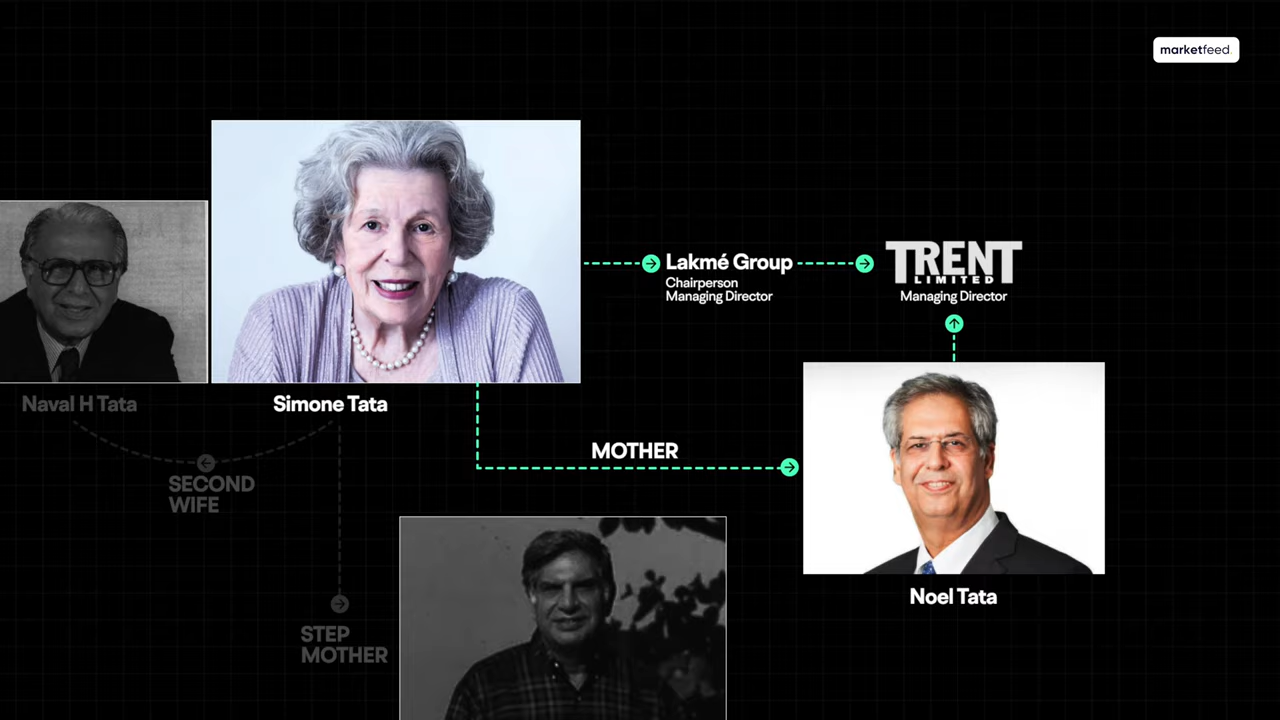 marketfeed.
Lakmé Group
Chairperson
Managing Director
TRENT
LIMITED
Managing Director
Naval H Tata
Simone Tata
MOTHER
SECOND
WIFE
Noel Tata
STEP
MOTHER